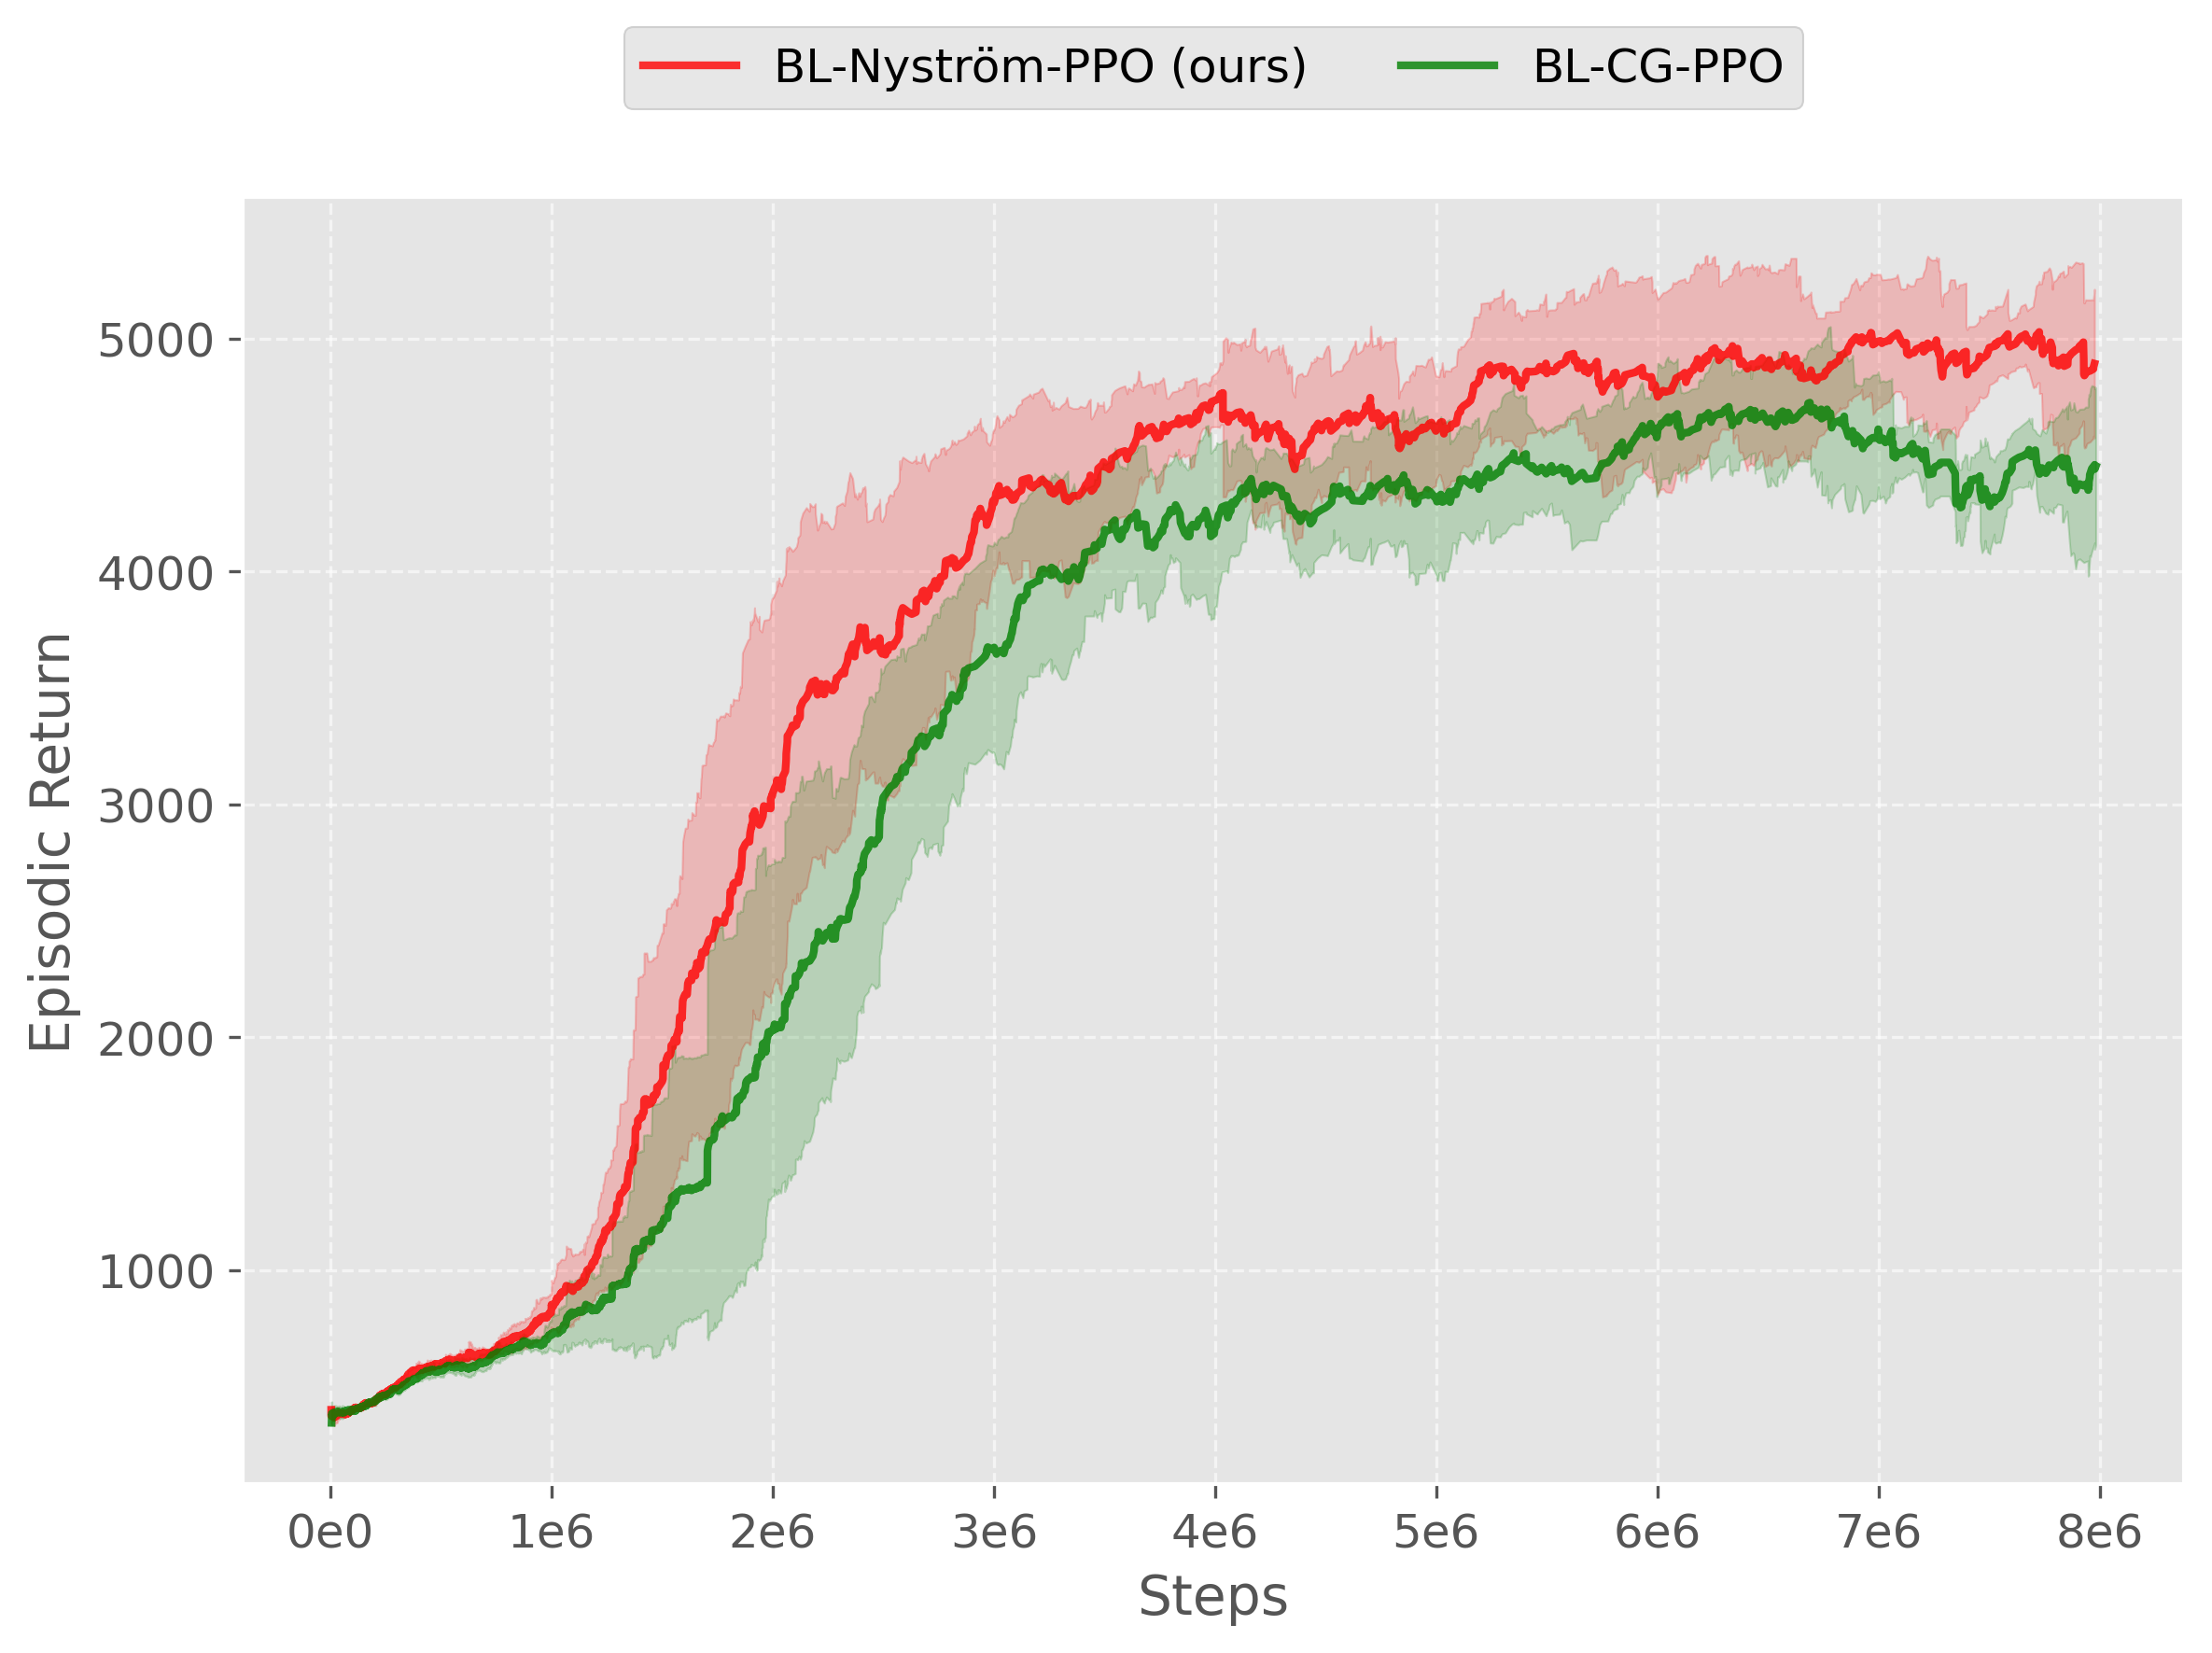 BL-Nyström-PPO (ours) BL-CG-PPO
5000
4000
3000
2000
1000
Episodic Return
0e0 1e6 2e6 3e6 4e6 5e6 6e6 7e6 8e6
Steps